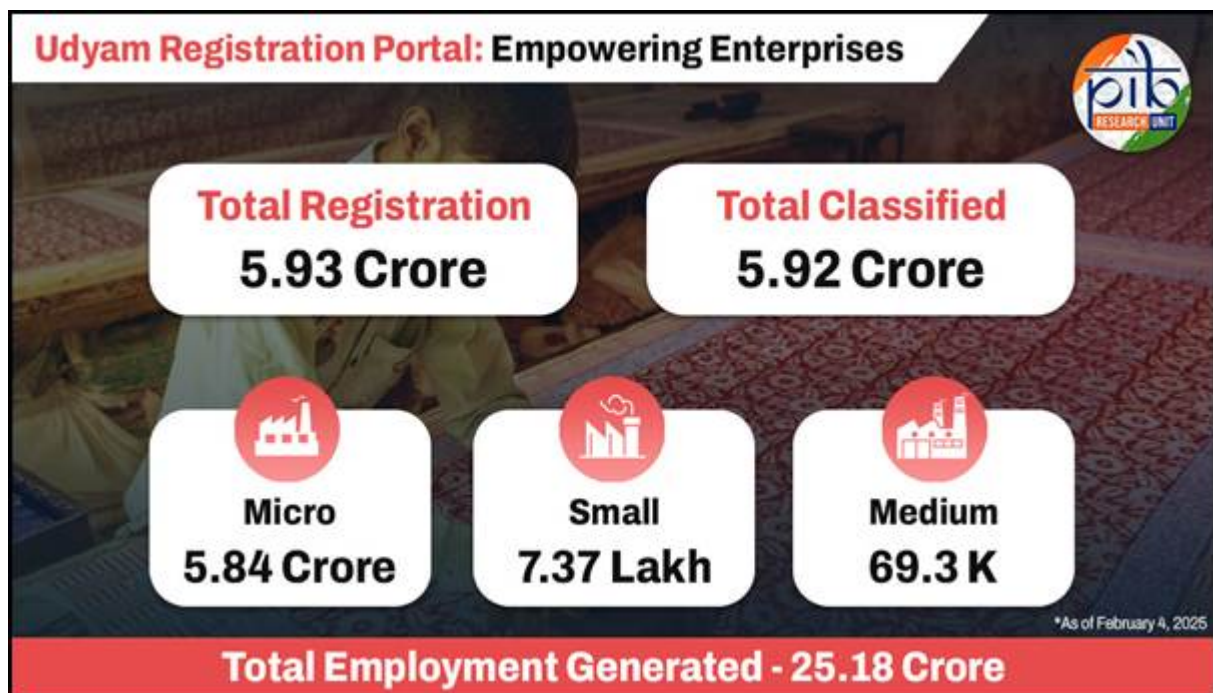 Udyam Registration Portal: Empowering Enterprises
pib
RESEARCH UNIT
Total Registration
5.93 Crore
Total Classified
5.92 Crore
Micro
5.84 Crore
Small
7.37 Lakh
Medium
69.3 K
*As of February 4, 2025
Total Employment Generated - 25.18 Crore